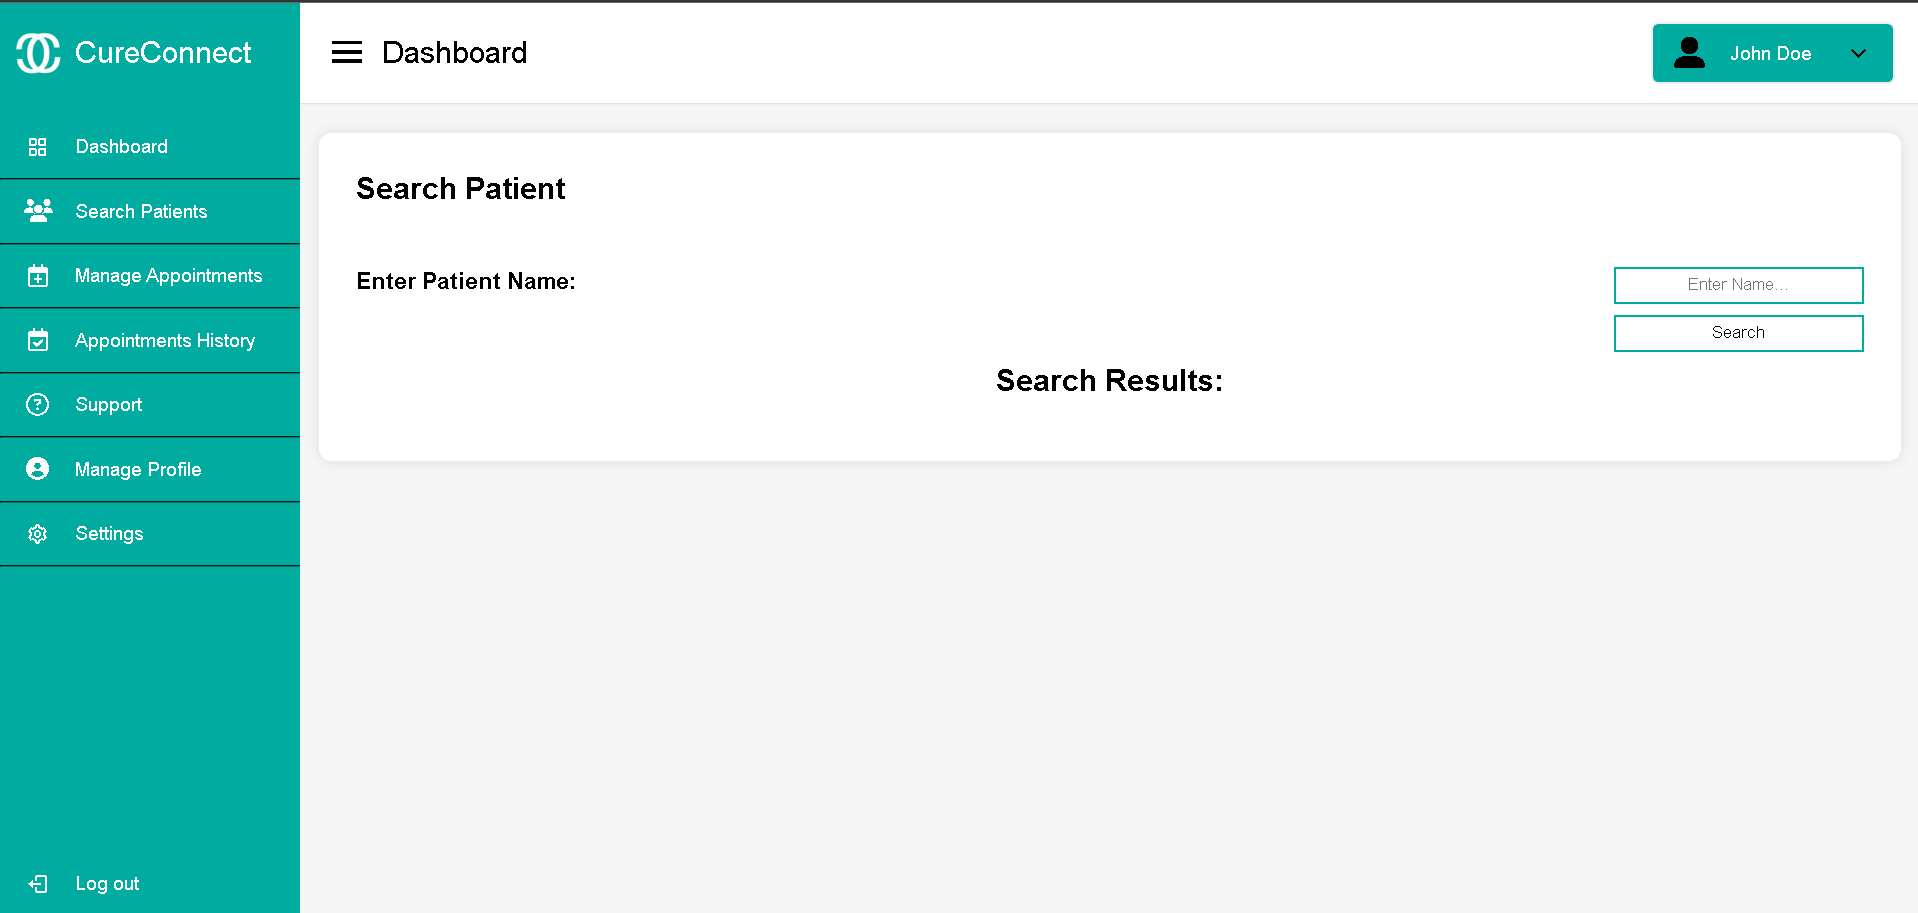 CureConnect
Dashboard
Search Patients
Manage Appointments
Appointments History
Support
Manage Profile
Settings
Log out
Dashboard
John Doe
Search Patient
Enter Patient Name:
Enter Name...
Search
Search Results: